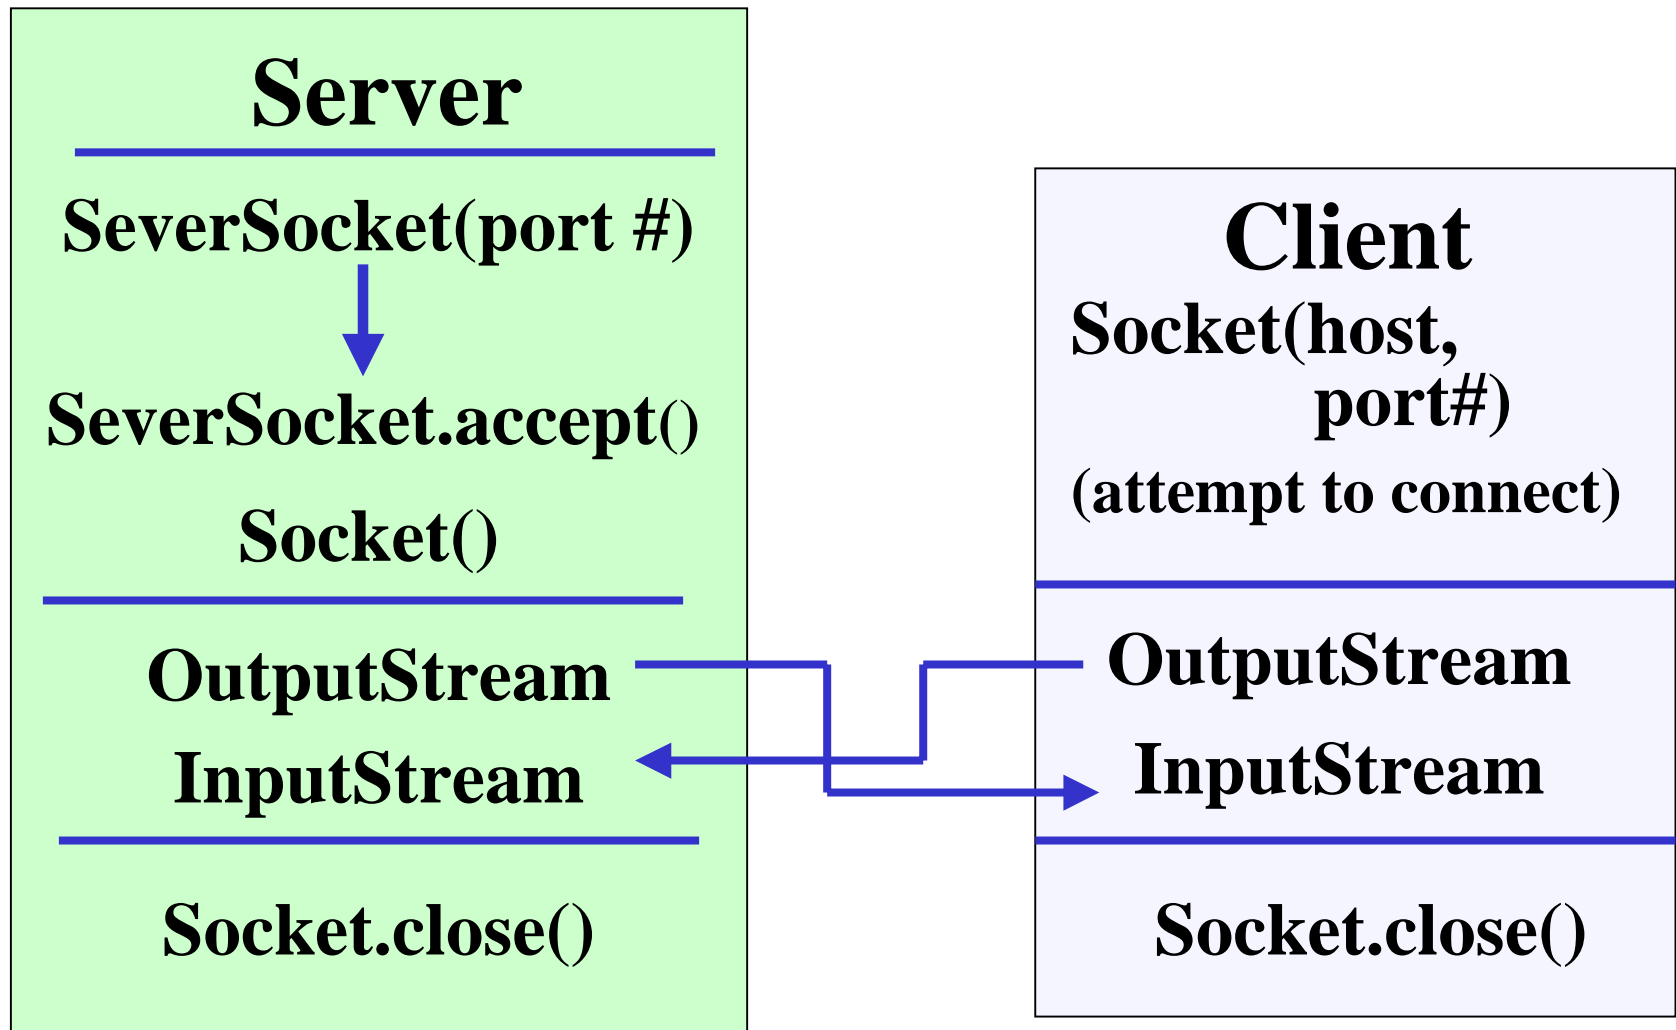 Server
SeverSocket(port #)
SeverSocket.accept()
Socket()
OutputStream
InputStream
Socket.close()
Client
Socket(host,
port#)
(attempt to connect)
OutputStream
InputStream
Socket.close()